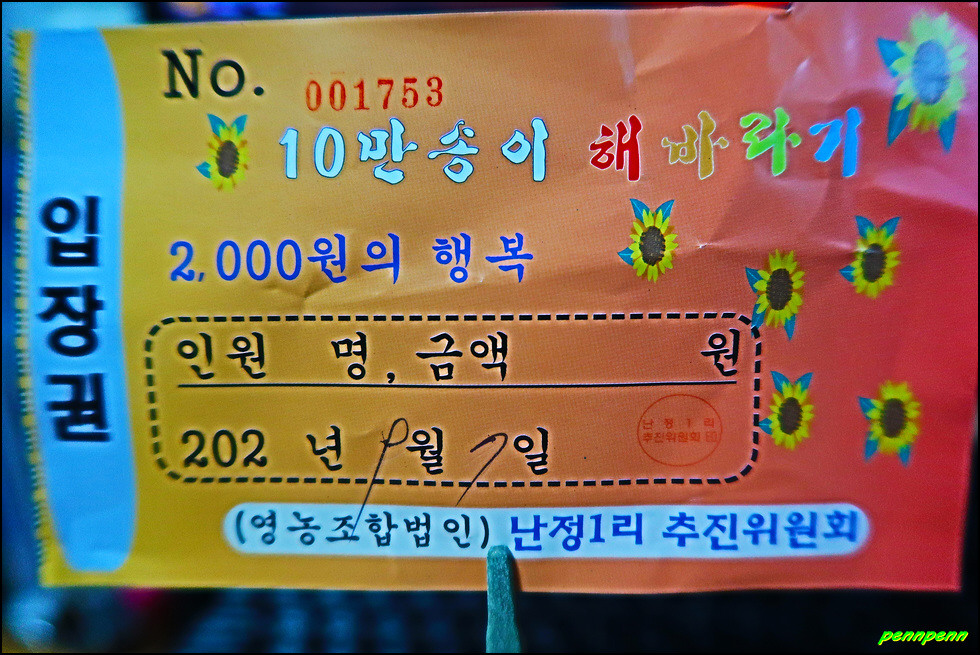 No. 001753
10만송이 해바라기
2,000원의 행복
입장권
인원 명, 금액 원
202 년 9월 7일
난정1리
추진위원회 인
(영농조합법인) 난정1리 추진위원회
pennpenn